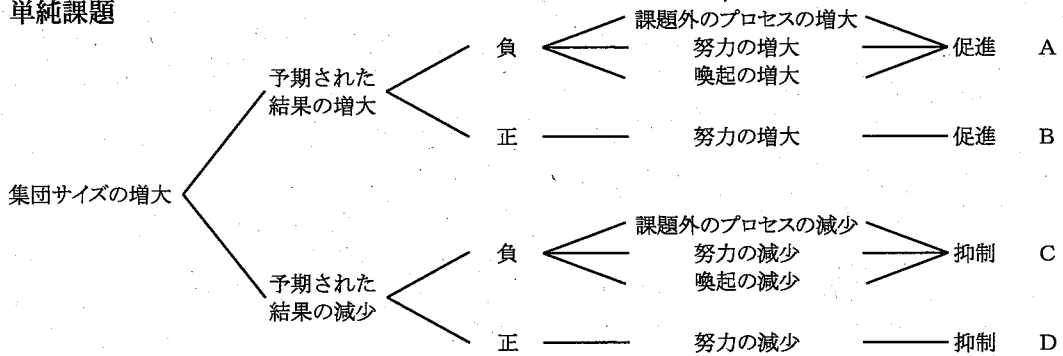 単純課題
課題外のプロセスの増大
負 努力の増大 促進 A
喚起の増大
予期された
結果の増大
正 努力の増大 促進 B
集団サイズの増大
課題外のプロセスの減少
負 努力の減少 抑制 C
喚起の減少
予期された
結果の減少
正 努力の減少 抑制 D